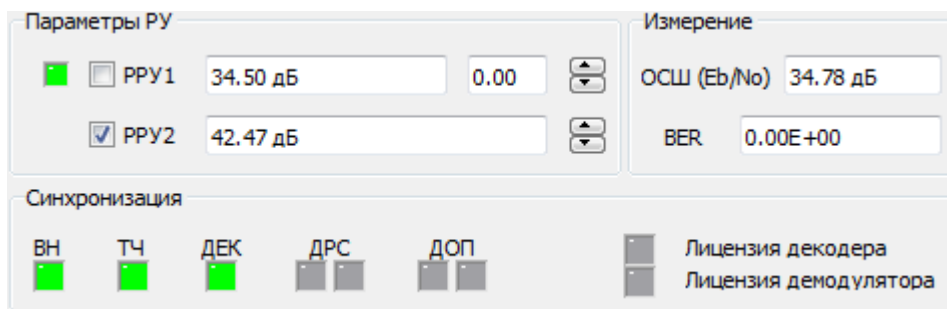 Параметры РУ
РРУ1 34.50 дБ 0.00
РРУ2 42.47 дБ
Измерение
ОСШ (Eb/No) 34.78 дБ
BER 0.00E+00
Синхронизация
ВН ТЧ ДЕК ДРС ДОП
Лицензия декодера
Лицензия демодулятора